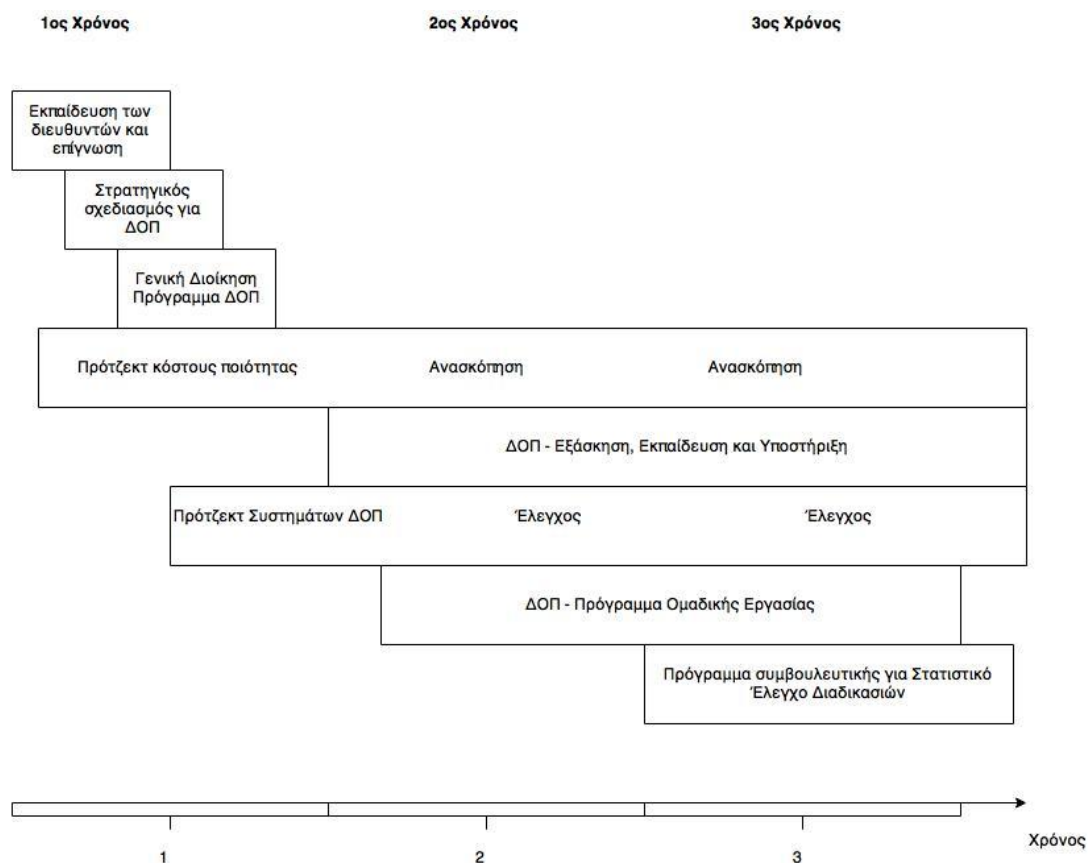 1ος Χρόνος 2ος Χρόνος 3ος Χρόνος
Εκπαίδευση των
διευθυντών και
επίγνωση
Στρατηγικός
σχεδιασμός για
ΔΟΠ
Γενική Διοίκηση
Πρόγραμμα ΔΟΠ
Πρότζεκτ κόστους ποιότητας Ανασκόπηση Ανασκόπηση
ΔΟΠ - Εξάσκηση, Εκπαίδευση και Υποστήριξη
Πρότζεκτ Συστημάτων ΔΟΠ Έλεγχος Έλεγχος
ΔΟΠ - Πρόγραμμα Ομαδικής Εργασίας
Πρόγραμμα συμβουλευτικής για Στατιστικό
Έλεγχο Διαδικασιών
Χρόνος
1 2 3